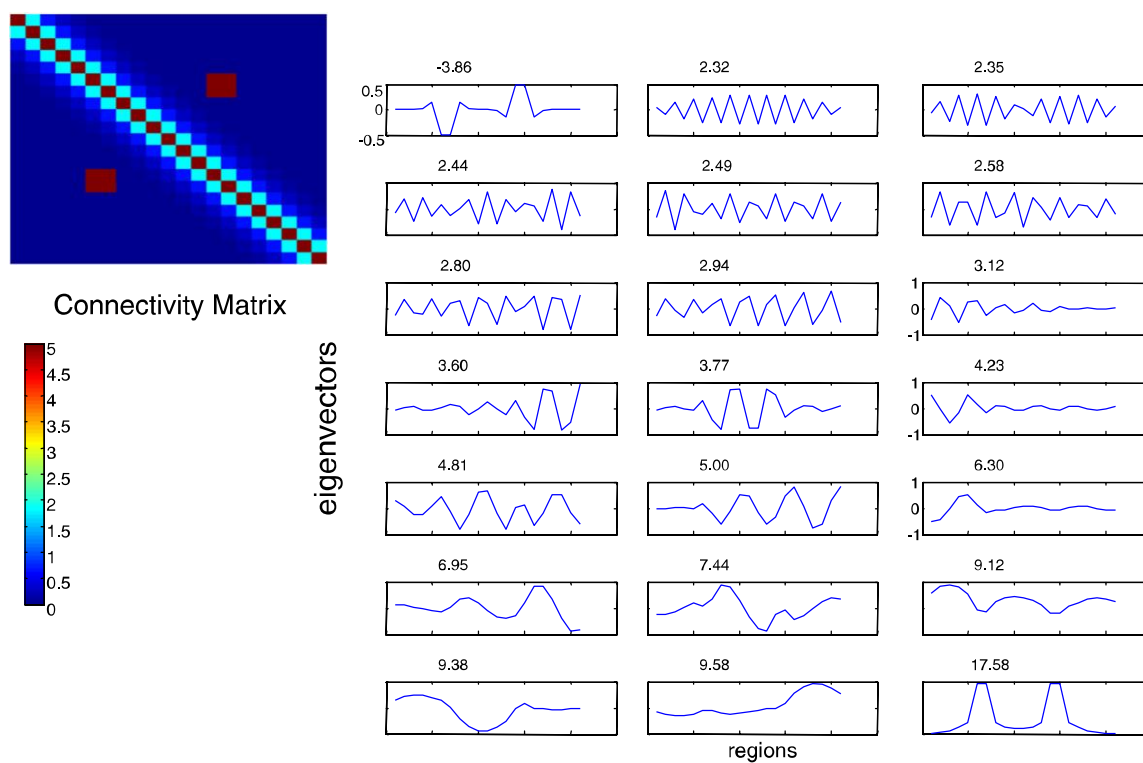 -3.86 2.32 2.35
0.5
0
-0.5
2.44 2.49 2.58
2.80 2.94 3.12
1
0
-1
Connectivity Matrix
5
4.5
4
3.5
3
2.5
2
1.5
1
0.5
0
eigenvectors
3.60 3.77 4.23
1
0
-1
4.81 5.00 6.30
1
0
-1
6.95 7.44 9.12
9.38 9.58 17.58
regions